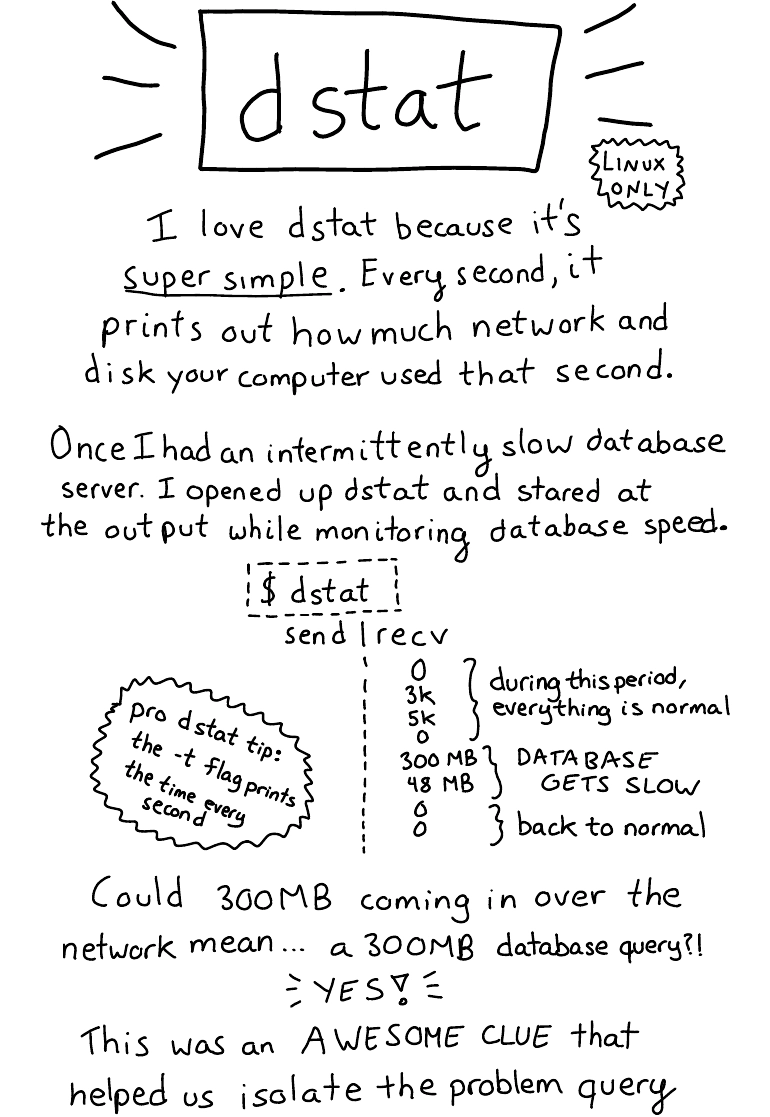 dstat
LINUX
ONLY
I love dstat because it's
super simple. Every second, it
prints out how much network and
disk your computer used that second.
Once I had an intermittently slow database
server. I opened up dstat and stared at
the output while monitoring database speed.
$ dstat
send | recv
0
3k
5k
0
during this period,
everything is normal
300 MB
48 MB
DATABASE
GETS SLOW
0
0
back to normal
pro dstat tip:
the -t flag prints
the time every
second
Could 300MB coming in over the
network mean... a 300MB database query?!
YES!
This was an AWESOME CLUE that
helped us isolate the problem query